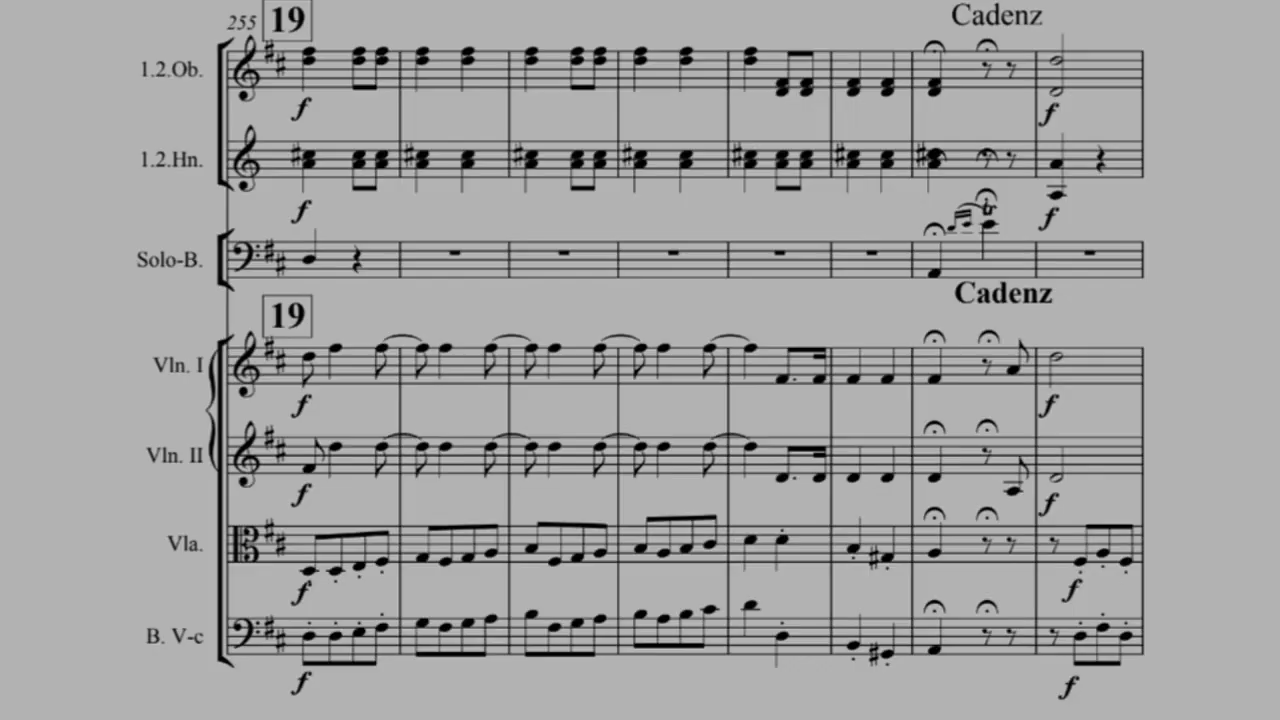 255 19 Cadenz
1.2.Ob.
f f
1.2.Hn.
f f
Solo-B.
Cadenz
19
Vln. I
f f
Vln. II
f f
Vla.
f f
B. V-c
f f